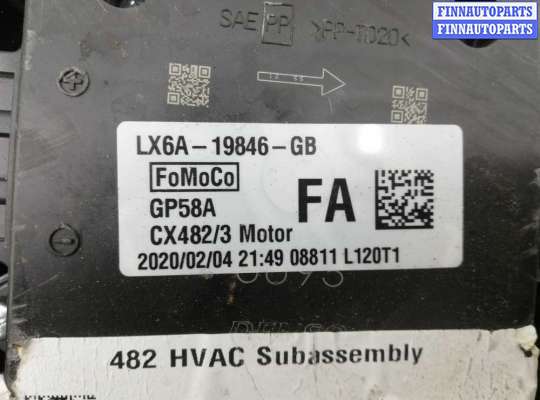 FINNAUTOPARTS
FINNAUTOPARTS
SAE PP >PP-TD20<
LX6A-19846-GB
FoMoCo
GP58A
FA
CX482/3 Motor
2020/02/04 21:49 08811 L120T1
482 HVAC Subassembly